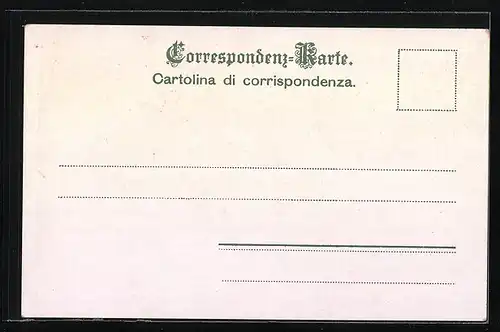 Correspondenz-Karte.
Cartolina di corrispondenza.